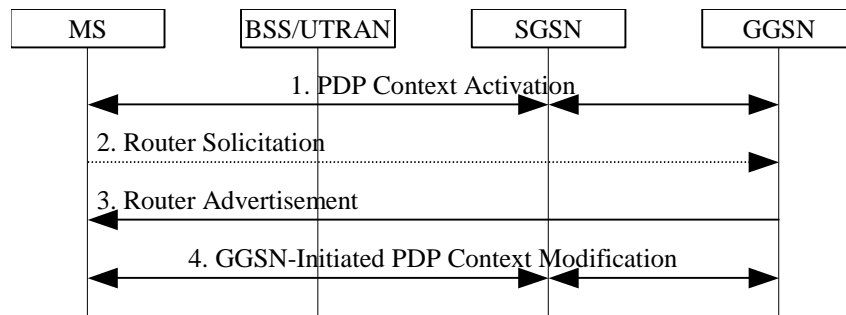 MS BSS/UTRAN SGSN GGSN
1. PDP Context Activation
2. Router Solicitation
3. Router Advertisement
4. GGSN-Initiated PDP Context Modification